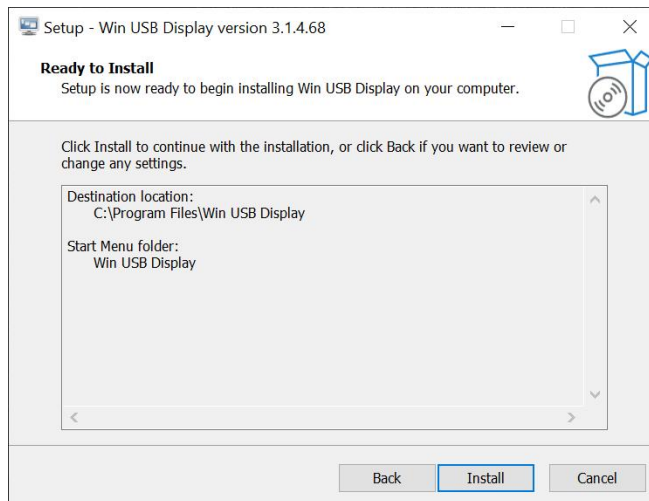 Setup - Win USB Display version 3.1.4.68
Ready to Install
Setup is now ready to begin installing Win USB Display on your computer.
Click Install to continue with the installation, or click Back if you want to review or
change any settings.
Destination location:
C:\Program Files\Win USB Display
Start Menu folder:
Win USB Display
Back
Install
Cancel